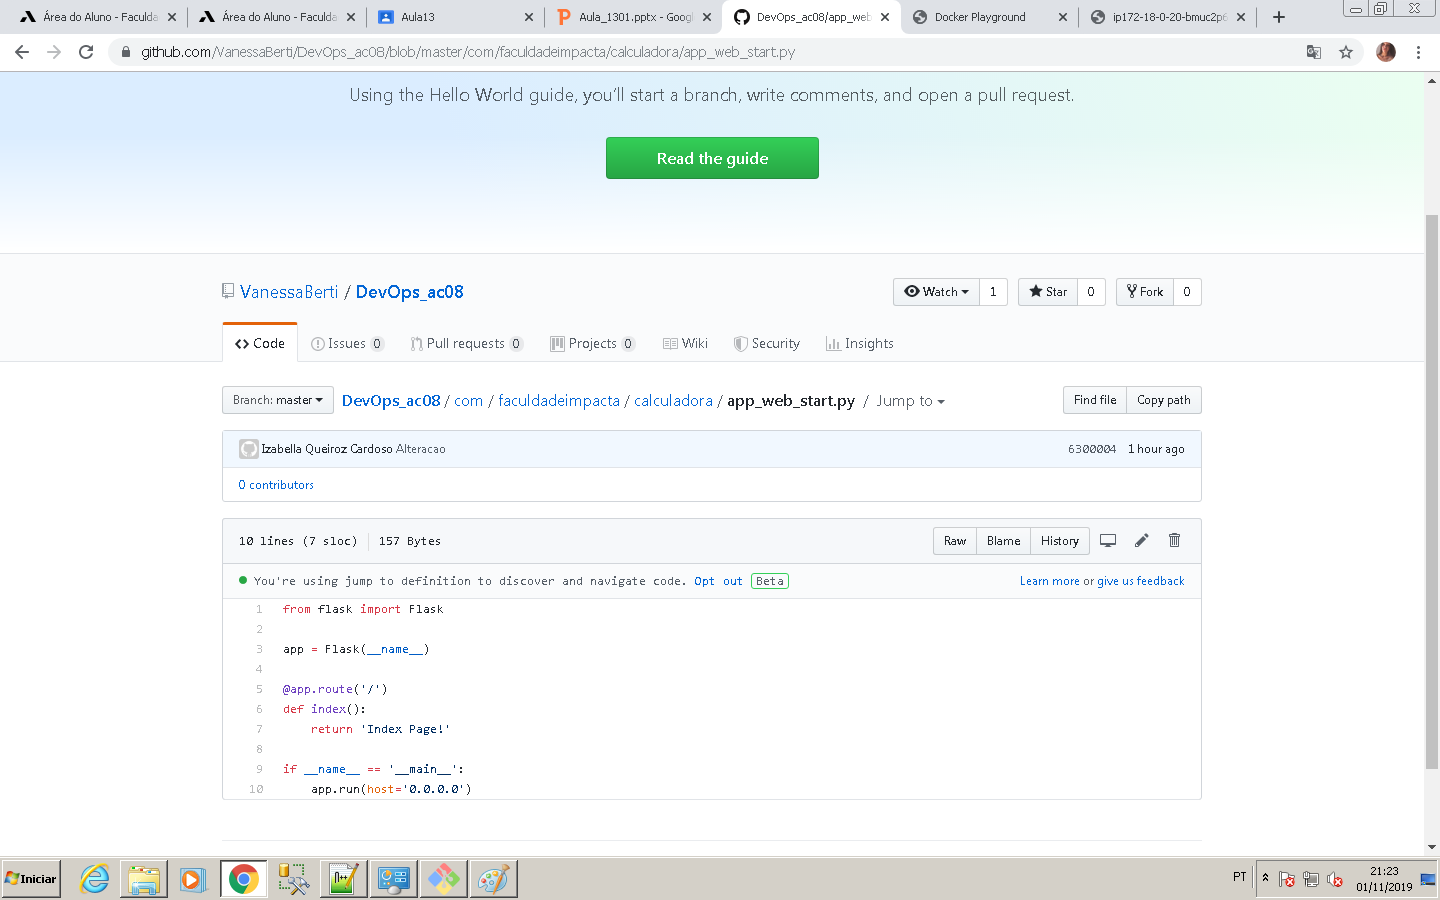 Área do Aluno - Faculda
Área do Aluno - Faculda
Aula13
Aula_1301.pptx - Goog
DevOps_ac08/app_web
Docker Playground
ip172-18-0-20-bmuc2p
github.com/VanessaBerti/DevOps_ac08/blob/master/com/faculdadeimpacta/calculadora/app_web_start.py
Using the Hello World guide, you'll start a branch, write comments, and open a pull request.
Read the guide
VanessaBerti / DevOps_ac08
Watch 1 Star 0 Fork 0
Code Issues 0 Pull requests 0 Projects 0 Wiki Security Insights
Branch: master DevOps_ac08 / com / faculdadeimpacta / calculadora / app_web_start.py / Jump to Find file Copy path
Izabella Queiroz Cardoso Alteracao 6300004 1 hour ago
0 contributors
10 lines (7 sloc) 157 Bytes Raw Blame History
You're using jump to definition to discover and navigate code. Opt out Beta Learn more or give us feedback
1 from flask import Flask
2
3 app = Flask(__name__)
4
5 @app.route('/')
6 def index():
7 return 'Index Page!'
8
9 if __name__ == '__main__':
10 app.run(host='0.0.0.0')
Iniciar
PT
21:23
01/11/2019